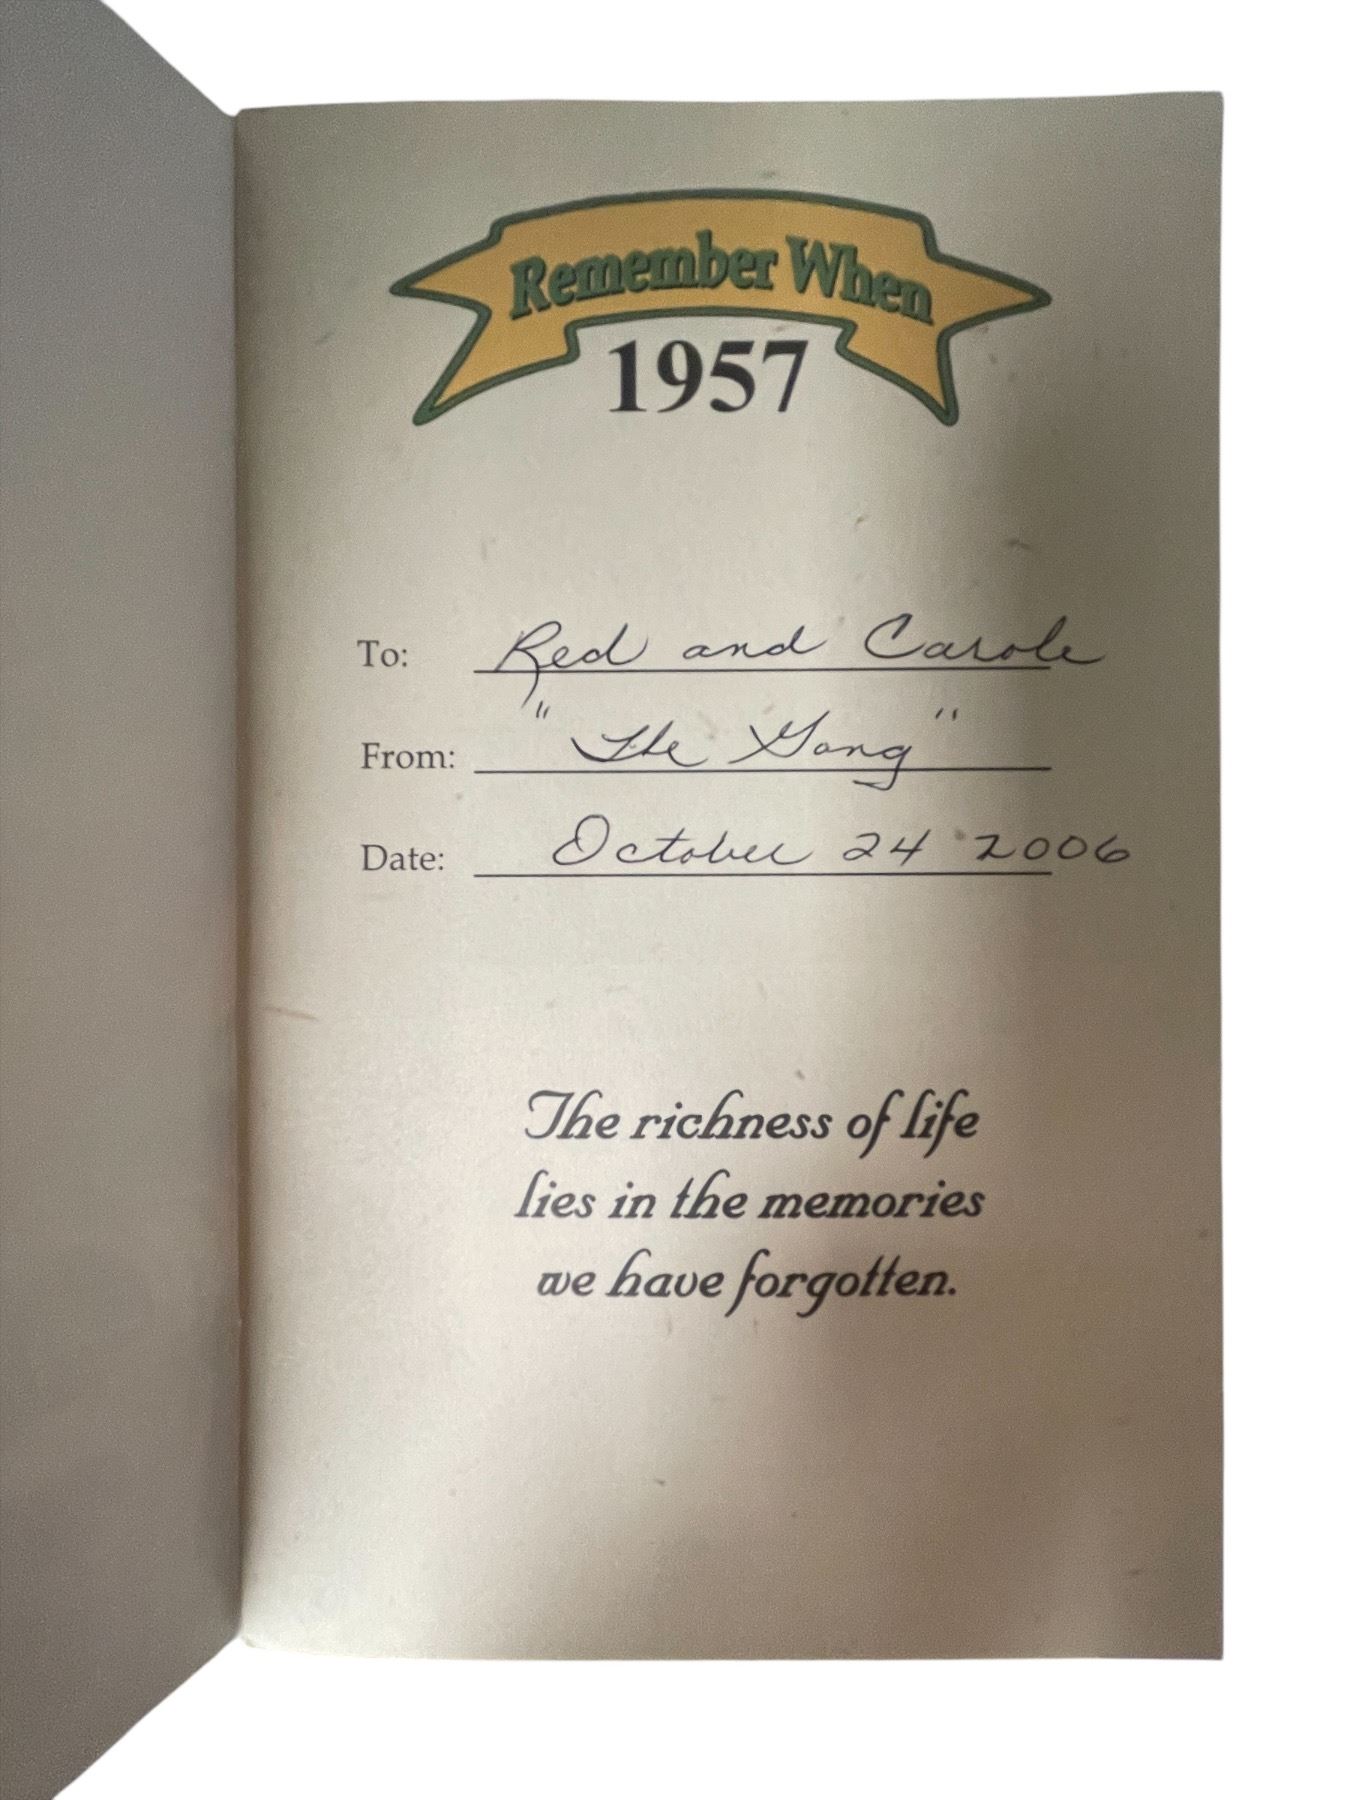 Remember When
1957
To: Red and Carole
From: "The Gang"
Date: October 24 2006
The richness of life
lies in the memories
we have forgotten.